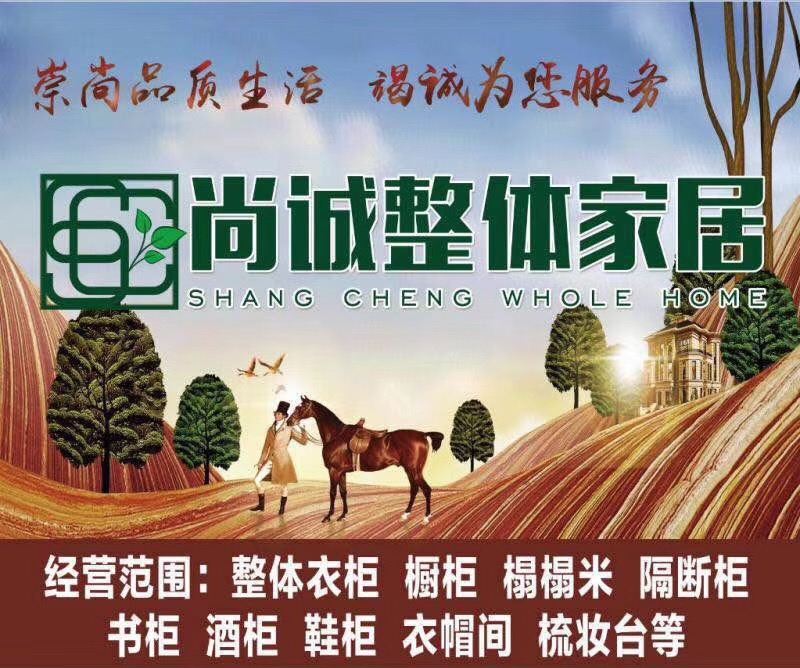 崇尚品质生活 竭诚为您服务
尚诚整体家居
SHANG CHENG WHOLE HOME
经营范围：整体衣柜 橱柜 榻榻米 隔断柜
书柜 酒柜 鞋柜 衣帽间 梳妆台等